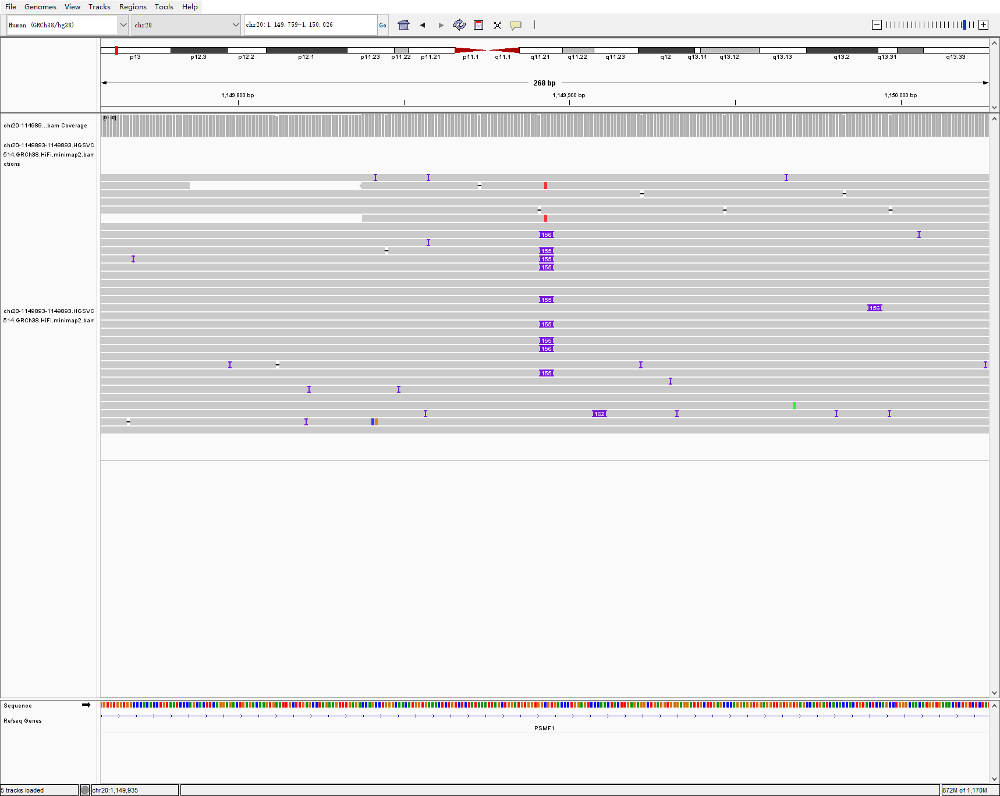 File Genomes View Tracks Regions Tools Help
Human (GRCh38/hg38) chr20 chr20:1,149,759-1,150,026 Go
p13 p12.3 p12.2 p12.1 p11.23 p11.22 p11.21 p11.1 q11.1 q11.21 q11.22 q11.23 q12 q13.11 q13.12 q13.13 q13.2 q13.31 q13.33
268 bp
1,149,800 bp 1,149,900 bp 1,150,000 bp
[0-32]
chr20-114989...bam Coverage
chr20-1149893-1149893.HGSVC
514.GRCh38.HiFi.minimap2.bam
ctions
156
155
155
155
155
156
chr20-1149893-1149893.HGSVC
514.GRCh38.HiFi.minimap2.bam
155
155
156
155
162
Sequence
Refseq Genes
PSMF1
5 tracks loaded chr20:1,149,935 872M of 1,170M